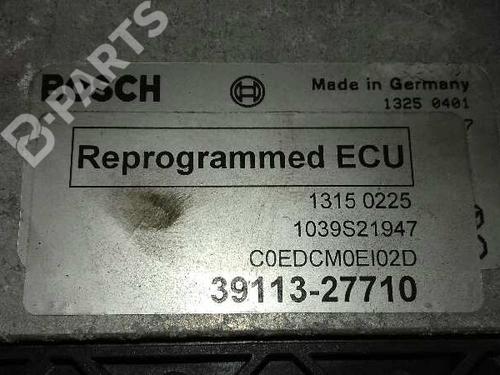 BOSCH
Made in Germany
1325 0401
B-PARTS
Reprogrammed ECU
1315 0225
1039S21947
C0EDCM0EI02D
39113-27710